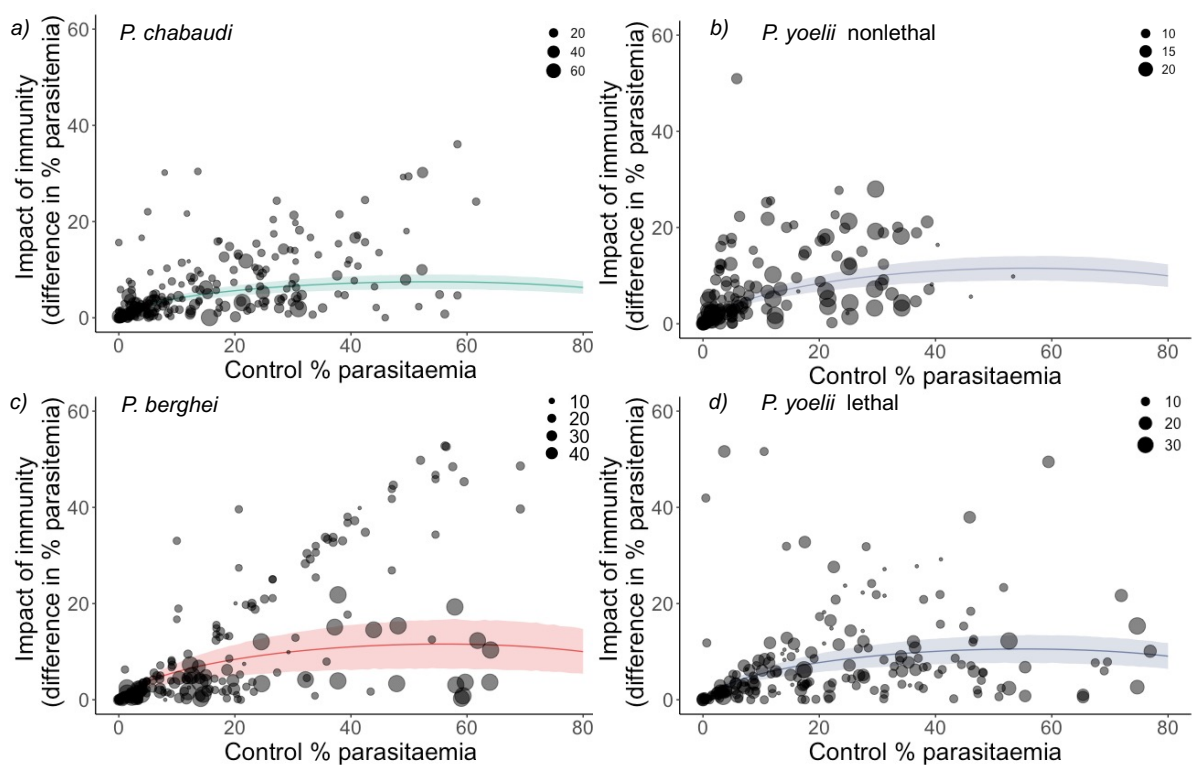 a) P. chabaudi
Impact of immunity
(difference in % parasitemia)
60
40
20
0
20
40
60
0 20 40 60 80
Control % parasitaemia
b) P. yoelii nonlethal
Impact of immunity
(difference in % parasitemia)
60
40
20
0
10
15
20
0 20 40 60 80
Control % parasitaemia
c) P. berghei
Impact of immunity
(difference in % parasitaemia)
60
40
20
0
10
20
30
40
0 20 40 60 80
Control % parasitaemia
d) P. yoelii lethal
Impact of immunity
(difference in % parasitaemia)
60
40
20
0
10
20
30
0 20 40 60 80
Control % parasitaemia